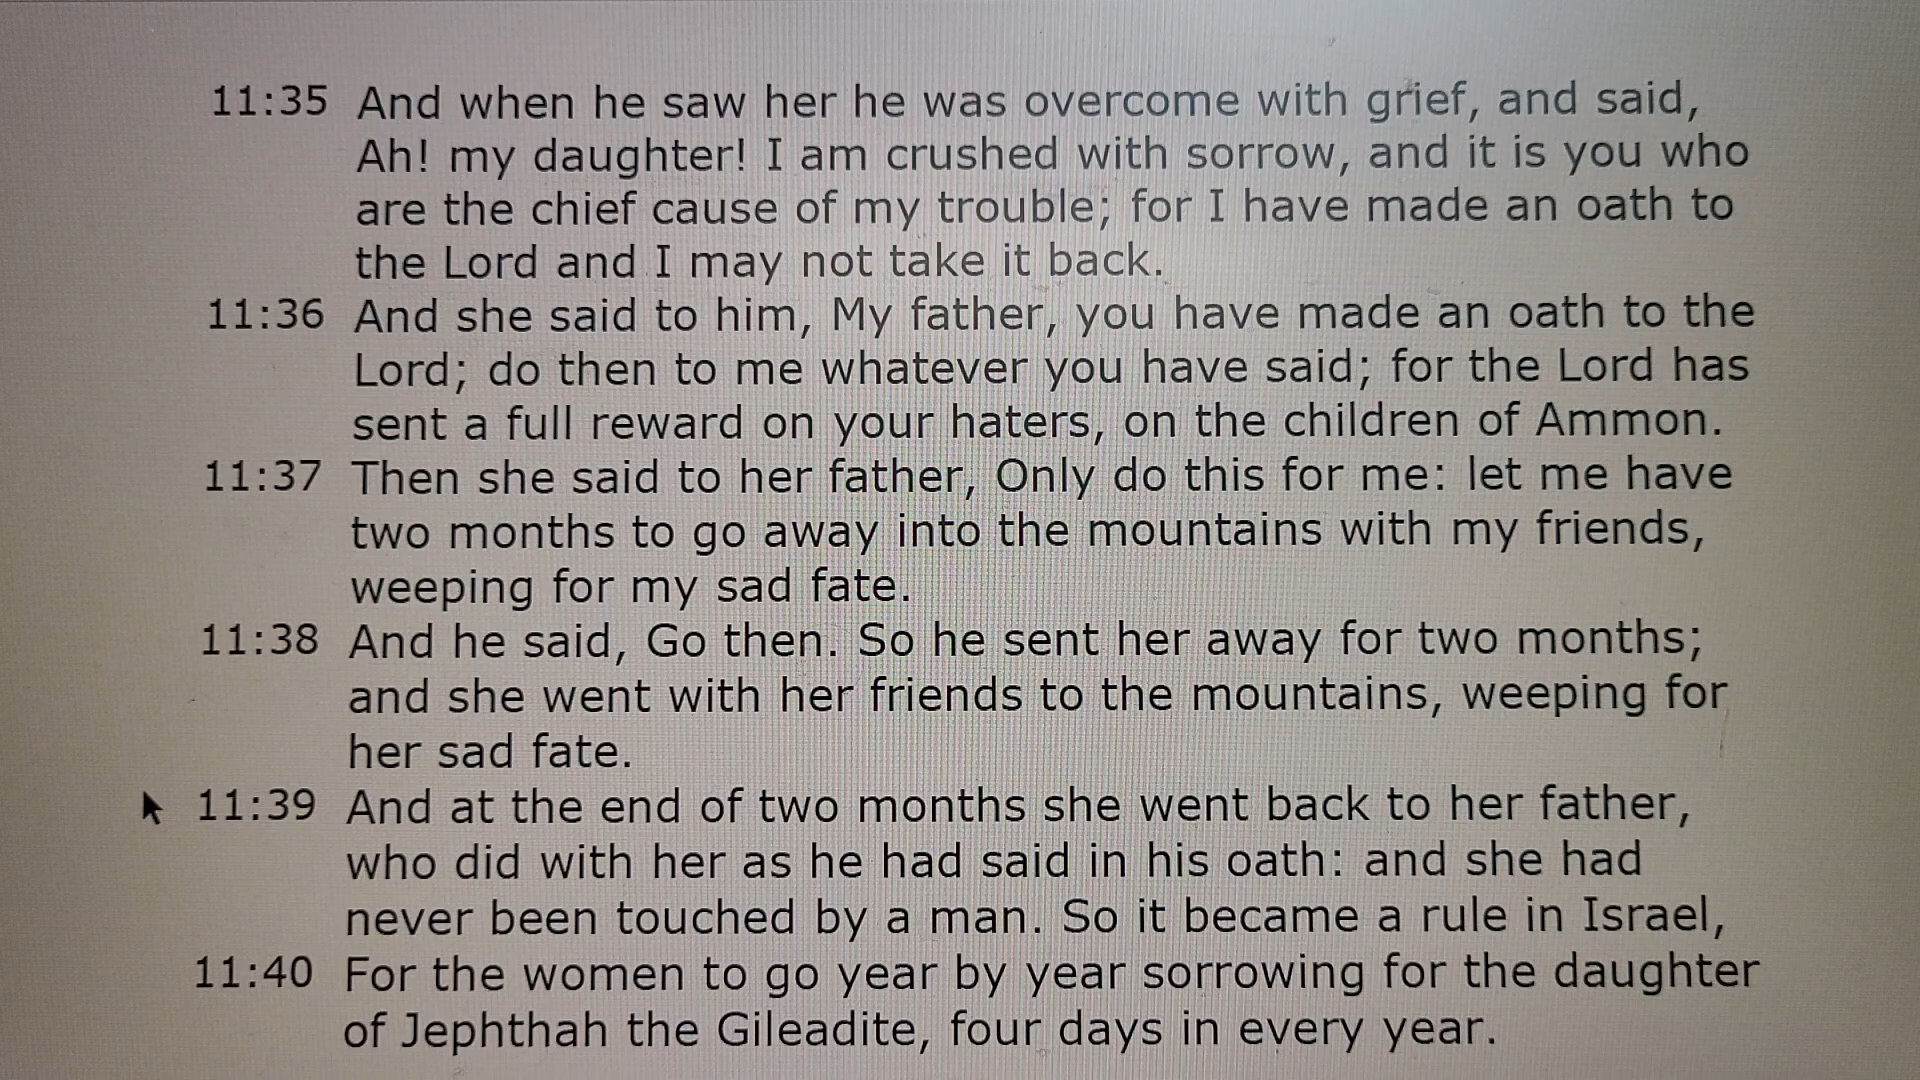 11:35 And when he saw her he was overcome with grief, and said,
Ah! my daughter! I am crushed with sorrow, and it is you who
are the chief cause of my trouble; for I have made an oath to
the Lord and I may not take it back.
11:36 And she said to him, My father, you have made an oath to the
Lord; do then to me whatever you have said; for the Lord has
sent a full reward on your haters, on the children of Ammon.
11:37 Then she said to her father, Only do this for me: let me have
two months to go away into the mountains with my friends,
weeping for my sad fate.
11:38 And he said, Go then. So he sent her away for two months;
and she went with her friends to the mountains, weeping for
her sad fate.
11:39 And at the end of two months she went back to her father,
who did with her as he had said in his oath: and she had
never been touched by a man. So it became a rule in Israel,
11:40 For the women to go year by year sorrowing for the daughter
of Jephthah the Gileadite, four days in every year.